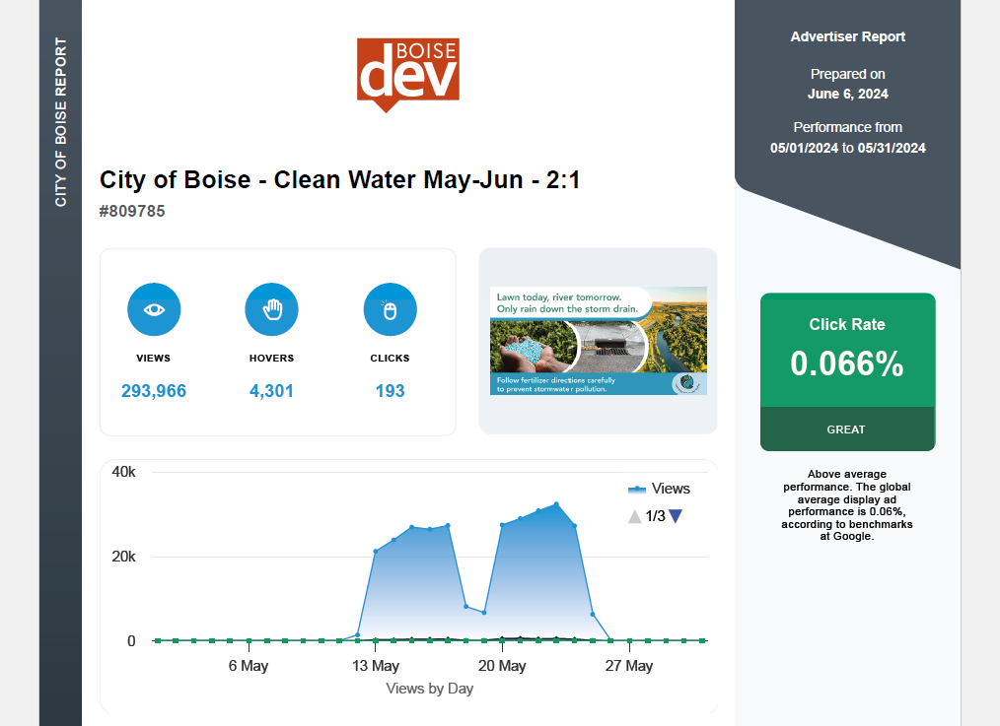 CITY OF BOISE REPORT
BOISE
dev
City of Boise - Clean Water May-Jun - 2:1
#809785
VIEWS
293,966
HOVERS
4,301
CLICKS
193
Lawn today, river tomorrow.
Only rain down the storm drain.
Follow fertilizer directions carefully
to prevent stormwater pollution.
40k
20k
0
Views
1/3
6 May
13 May
20 May
27 May
Views by Day
Advertiser Report
Prepared on
June 6, 2024
Performance from
05/01/2024 to 05/31/2024
Click Rate
0.066%
GREAT
Above average
performance. The global
average display ad
performance is 0.06%,
according to benchmarks
at Google.